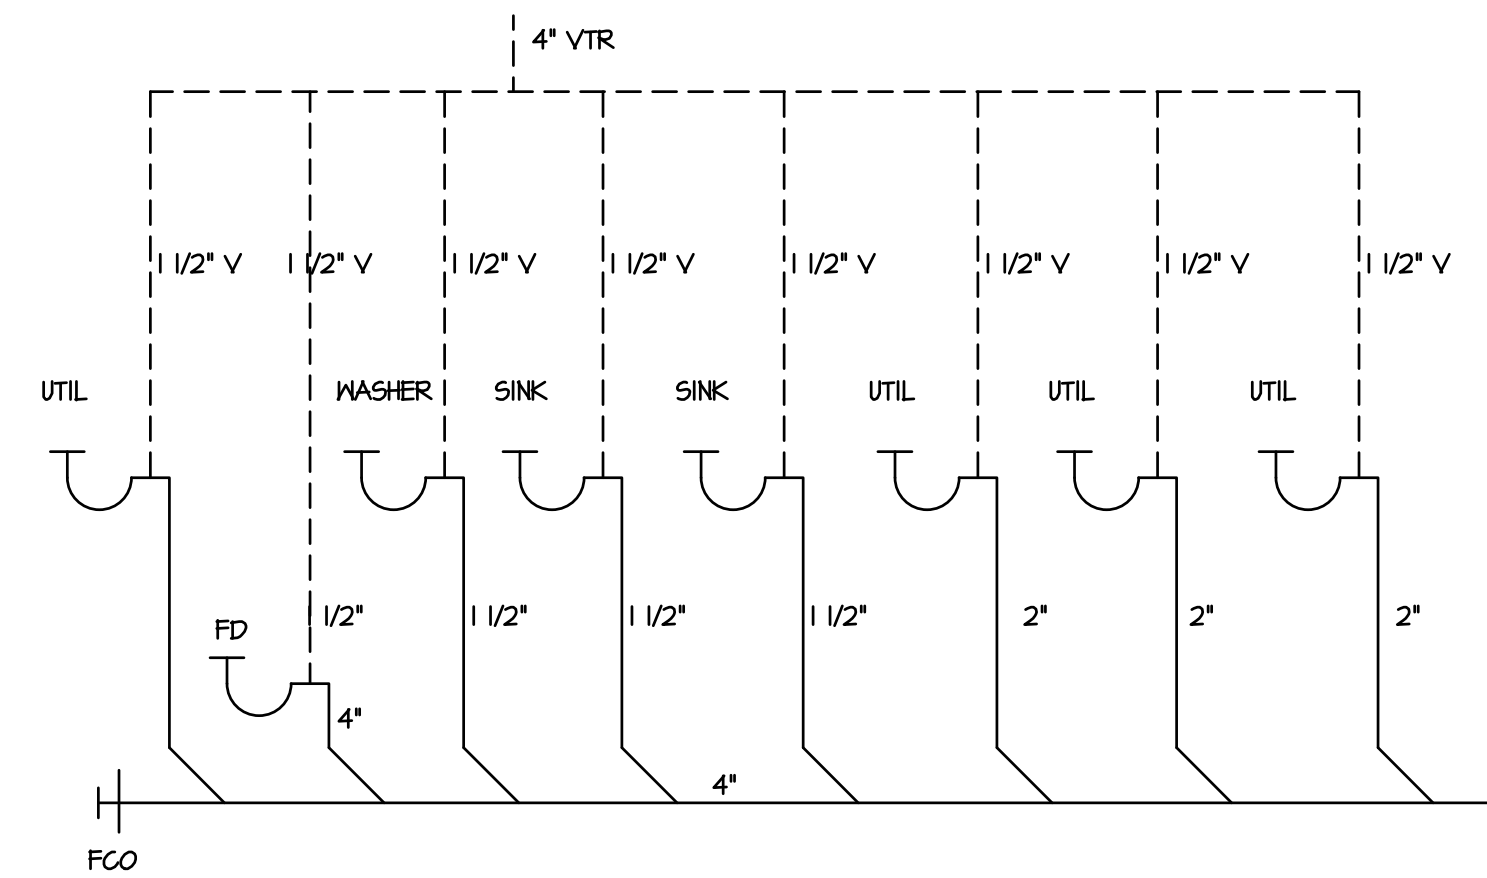 4" VTR
1 1/2" V 1 1/2" V 1 1/2" V 1 1/2" V 1 1/2" V 1 1/2" V 1 1/2" V 1 1/2" V
UTIL WASHER SINK SINK UTIL UTIL UTIL
1 1/2" 1 1/2" 1 1/2" 1 1/2" 2" 2" 2"
FD
4"
4"
FCO